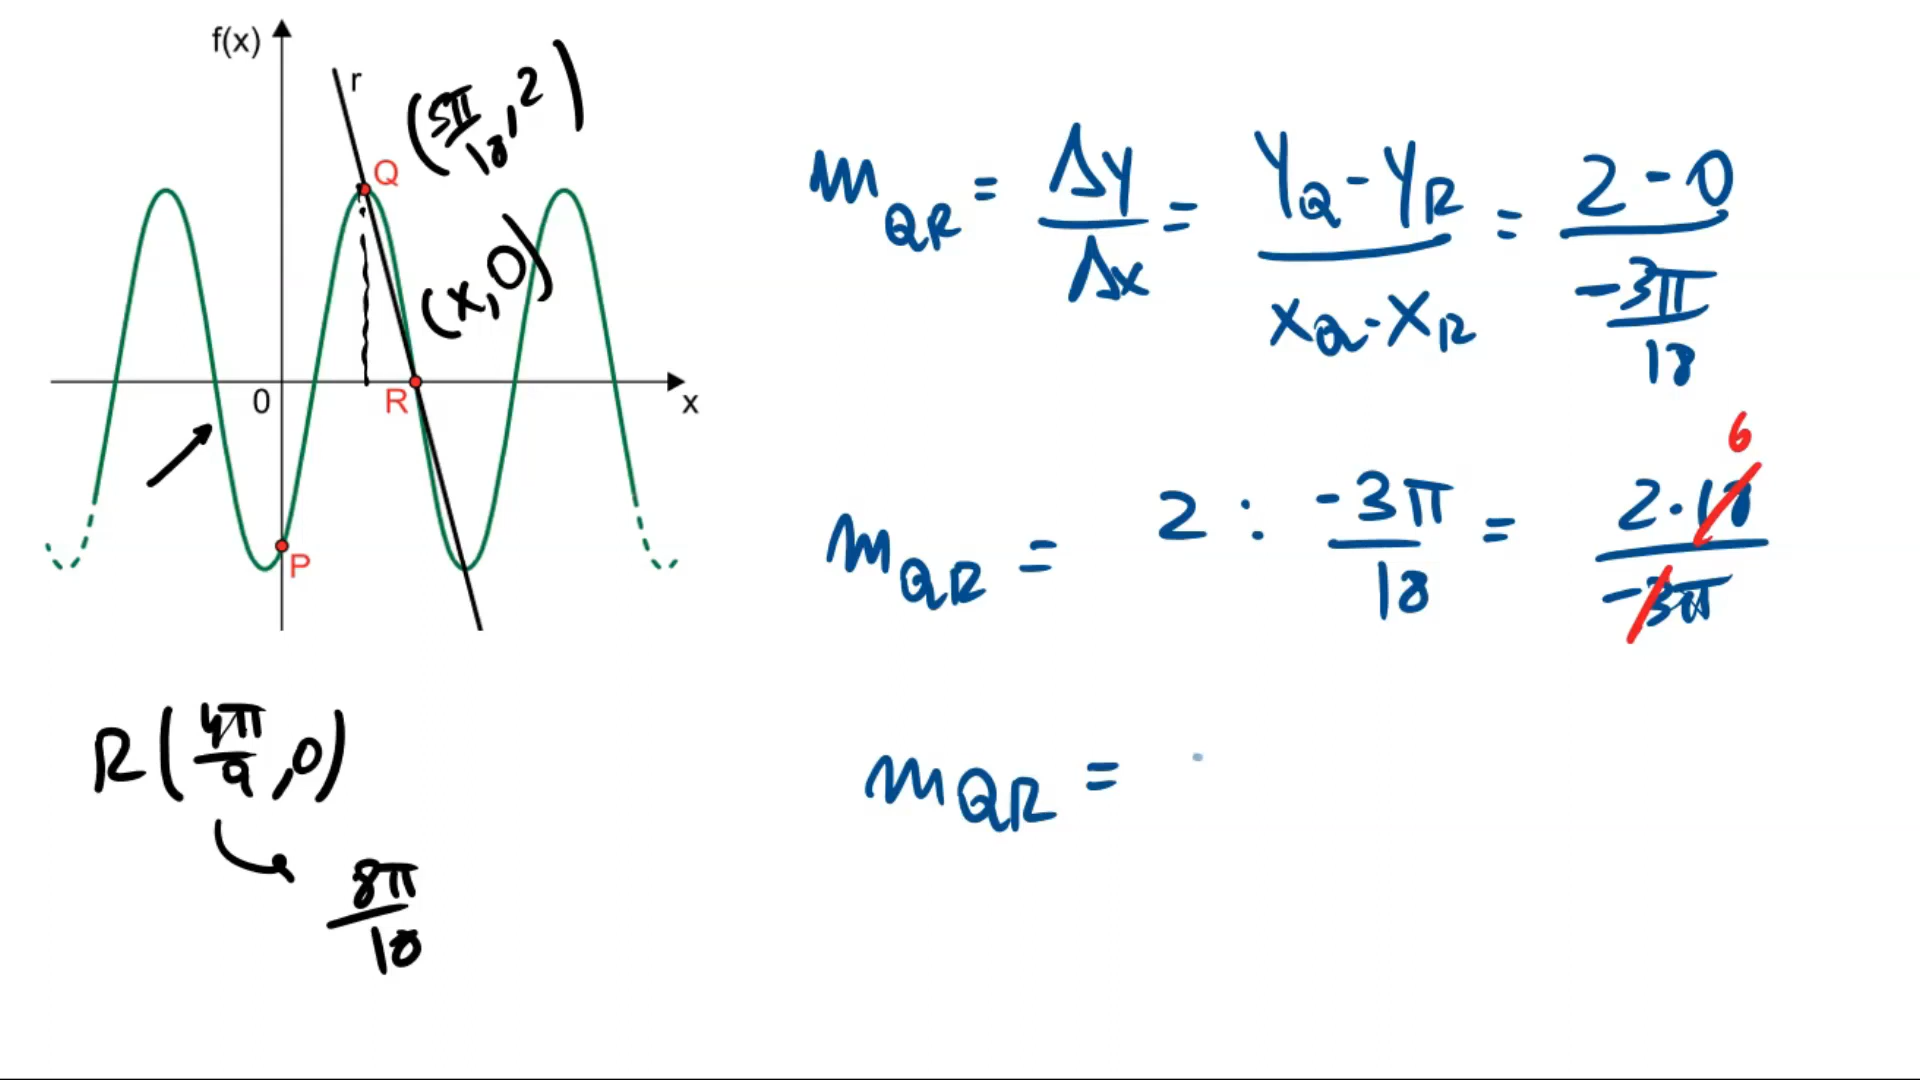 f(x)
r
(5π/18, 2)
Q
(x, 0)
0
R
x
P
m_QR = Δy/Δx = (y_Q - y_R)/(x_Q - x_R) = (2 - 0)/(-3π/18)
m_QR = 2 : -3π/18 = 2·18/-3π
6
R(4π/9, 0)
8π/18
m_QR =